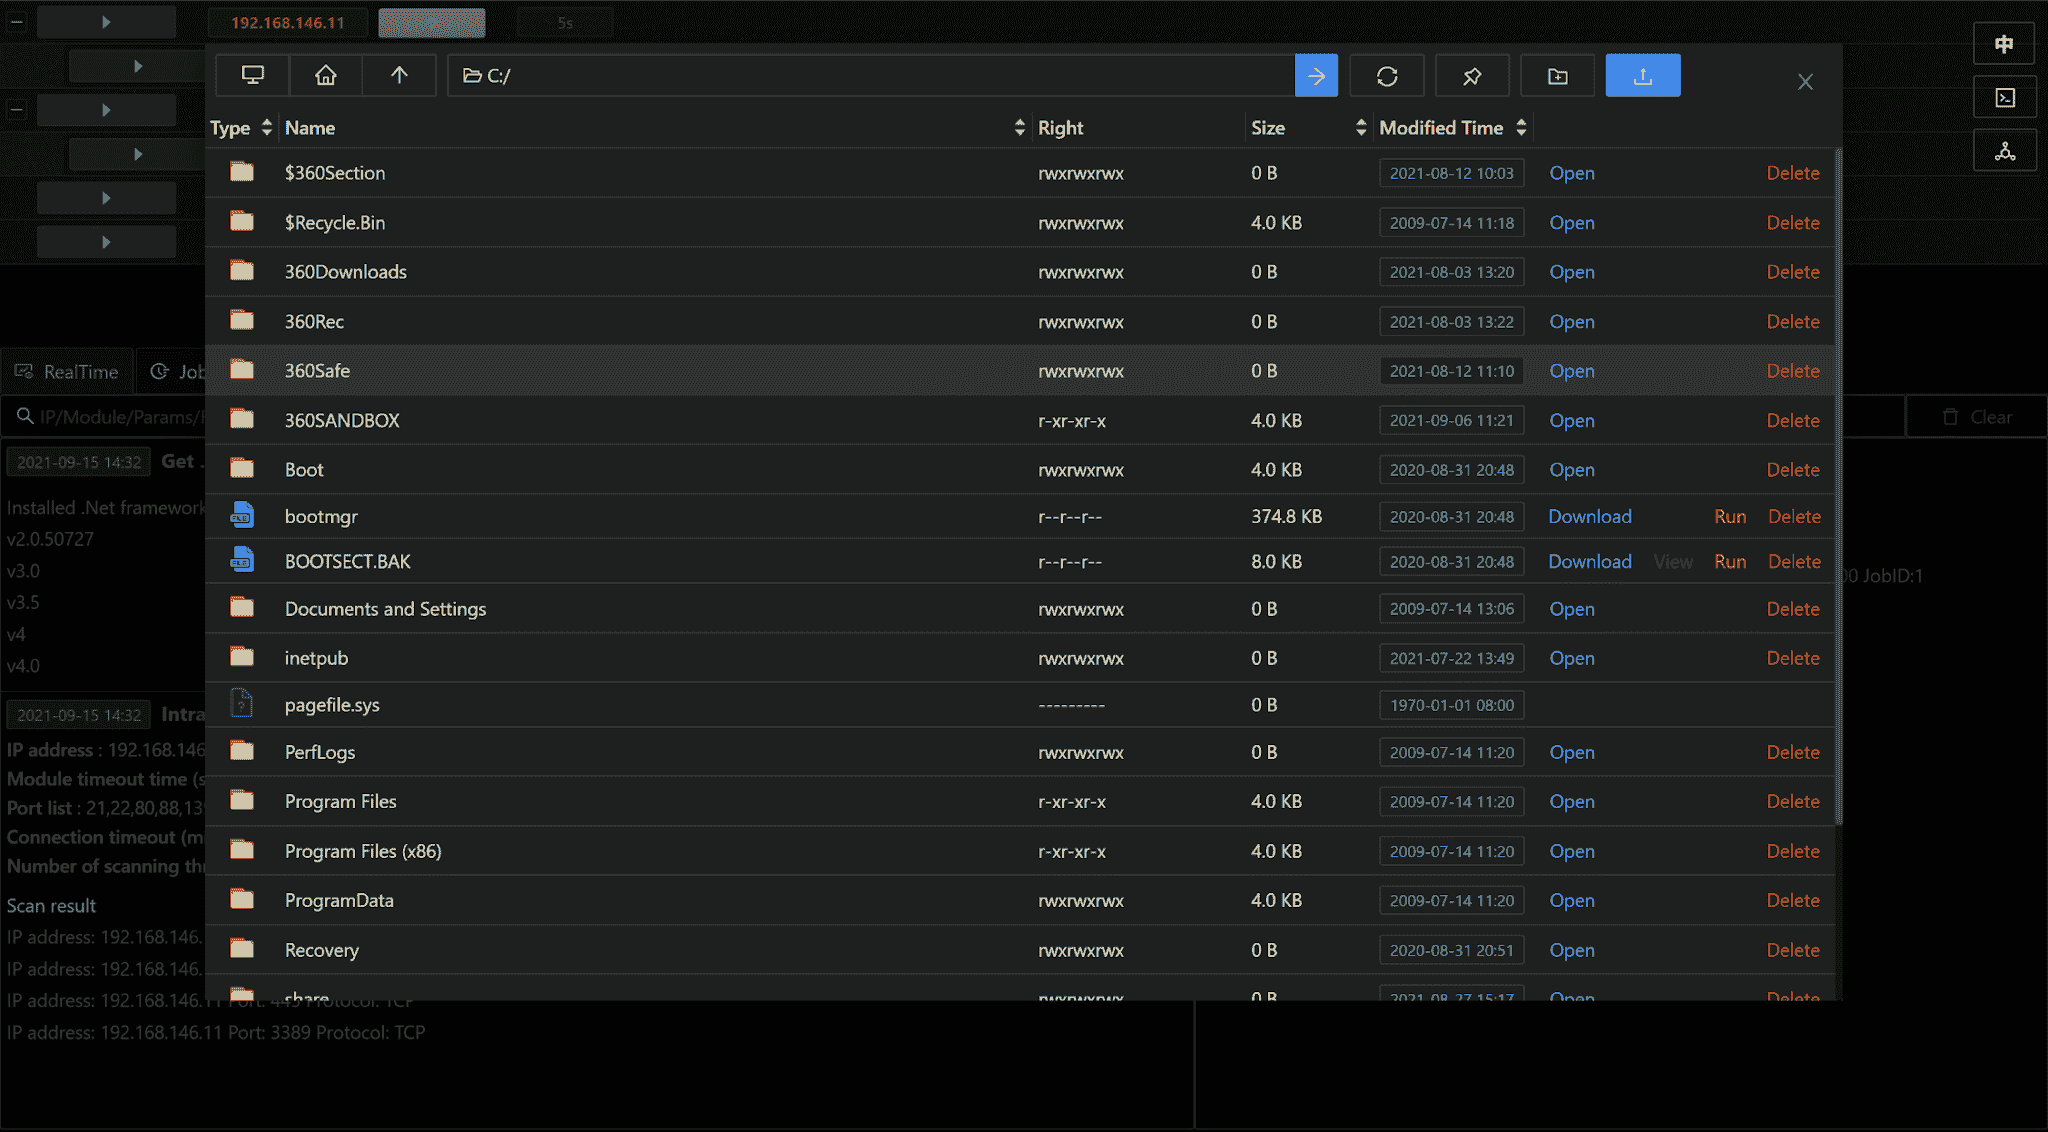 192.168.146.11
5s
中
C:/
Type Name Right Size Modified Time
$360Section rwxrwxrwx 0 B 2021-08-12 10:03 Open Delete
$Recycle.Bin rwxrwxrwx 4.0 KB 2009-07-14 11:18 Open Delete
360Downloads rwxrwxrwx 0 B 2021-08-03 13:20 Open Delete
360Rec rwxrwxrwx 0 B 2021-08-03 13:22 Open Delete
360Safe rwxrwxrwx 0 B 2021-08-12 11:10 Open Delete
360SANDBOX r-xr-xr-x 4.0 KB 2021-09-06 11:21 Open Delete
Boot rwxrwxrwx 4.0 KB 2020-08-31 20:48 Open Delete
FILE bootmgr r--r--r-- 374.8 KB 2020-08-31 20:48 Download Run Delete
FILE BOOTSECT.BAK r--r--r-- 8.0 KB 2020-08-31 20:48 Download View Run Delete
Documents and Settings rwxrwxrwx 0 B 2009-07-14 13:06 Open Delete
inetpub rwxrwxrwx 0 B 2021-07-22 13:49 Open Delete
? pagefile.sys --------- 0 B 1970-01-01 08:00
PerfLogs rwxrwxrwx 0 B 2009-07-14 11:20 Open Delete
Program Files r-xr-xr-x 4.0 KB 2009-07-14 11:20 Open Delete
Program Files (x86) r-xr-xr-x 4.0 KB 2009-07-14 11:20 Open Delete
ProgramData rwxrwxrwx 4.0 KB 2009-07-14 11:20 Open Delete
Recovery rwxrwxrwx 0 B 2020-08-31 20:51 Open Delete
share rwxrwxrwx 0 B 2021-08-27 15:17 Open Delete
RealTime Job
IP/Module/Params/
Clear
2021-09-15 14:32 Get .
Installed .Net framework
v2.0.50727
v3.0
v3.5
v4
v4.0
00 JobID:1
2021-09-15 14:32 Intra
IP address : 192.168.146
Module timeout time (s
Port list : 21,22,80,88,13
Connection timeout (m
Number of scanning thr
Scan result
IP address: 192.168.146.
IP address: 192.168.146.
IP address: 192.168.146.11 Port: 445 Protocol: TCP
IP address: 192.168.146.11 Port: 3389 Protocol: TCP